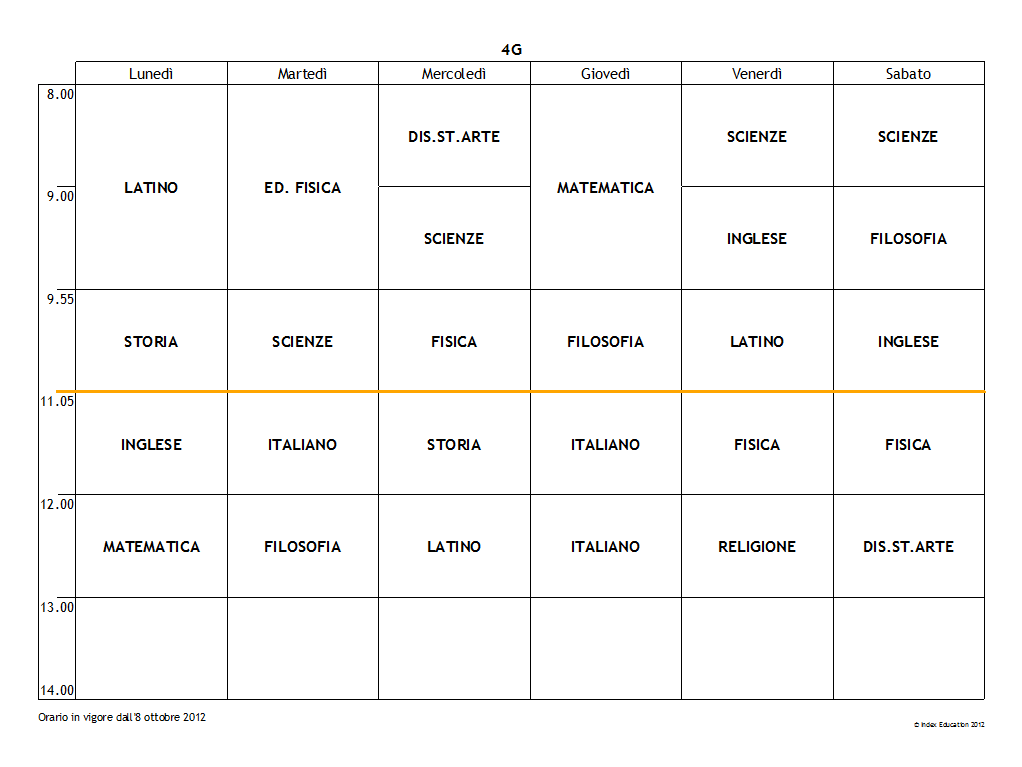 4G
Lunedì Martedì Mercoledì Giovedì Venerdì Sabato
8.00
DIS.ST.ARTE SCIENZE SCIENZE
LATINO ED. FISICA MATEMATICA
9.00
SCIENZE INGLESE FILOSOFIA
9.55
STORIA SCIENZE FISICA FILOSOFIA LATINO INGLESE
11.05
INGLESE ITALIANO STORIA ITALIANO FISICA FISICA
12.00
MATEMATICA FILOSOFIA LATINO ITALIANO RELIGIONE DIS.ST.ARTE
13.00
14.00
Orario in vigore dall'8 ottobre 2012
© Index Education 2012